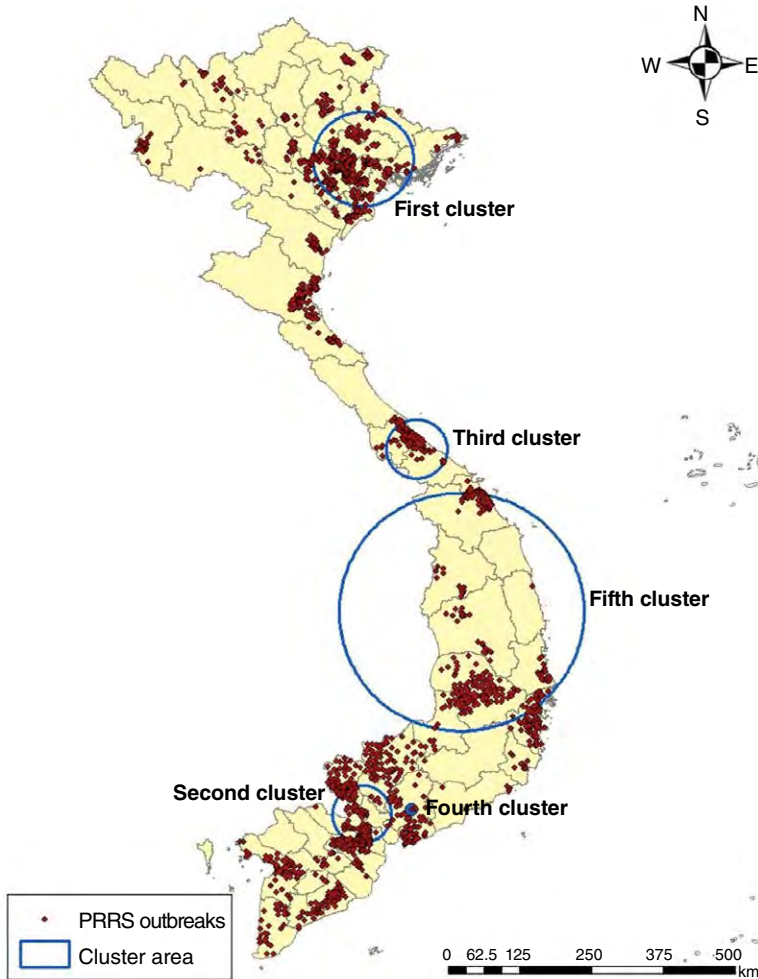 N
W E
S
First cluster
Third cluster
Fifth cluster
Second cluster
Fourth cluster
PRRS outbreaks
Cluster area
0 62.5 125 250 375 500
km